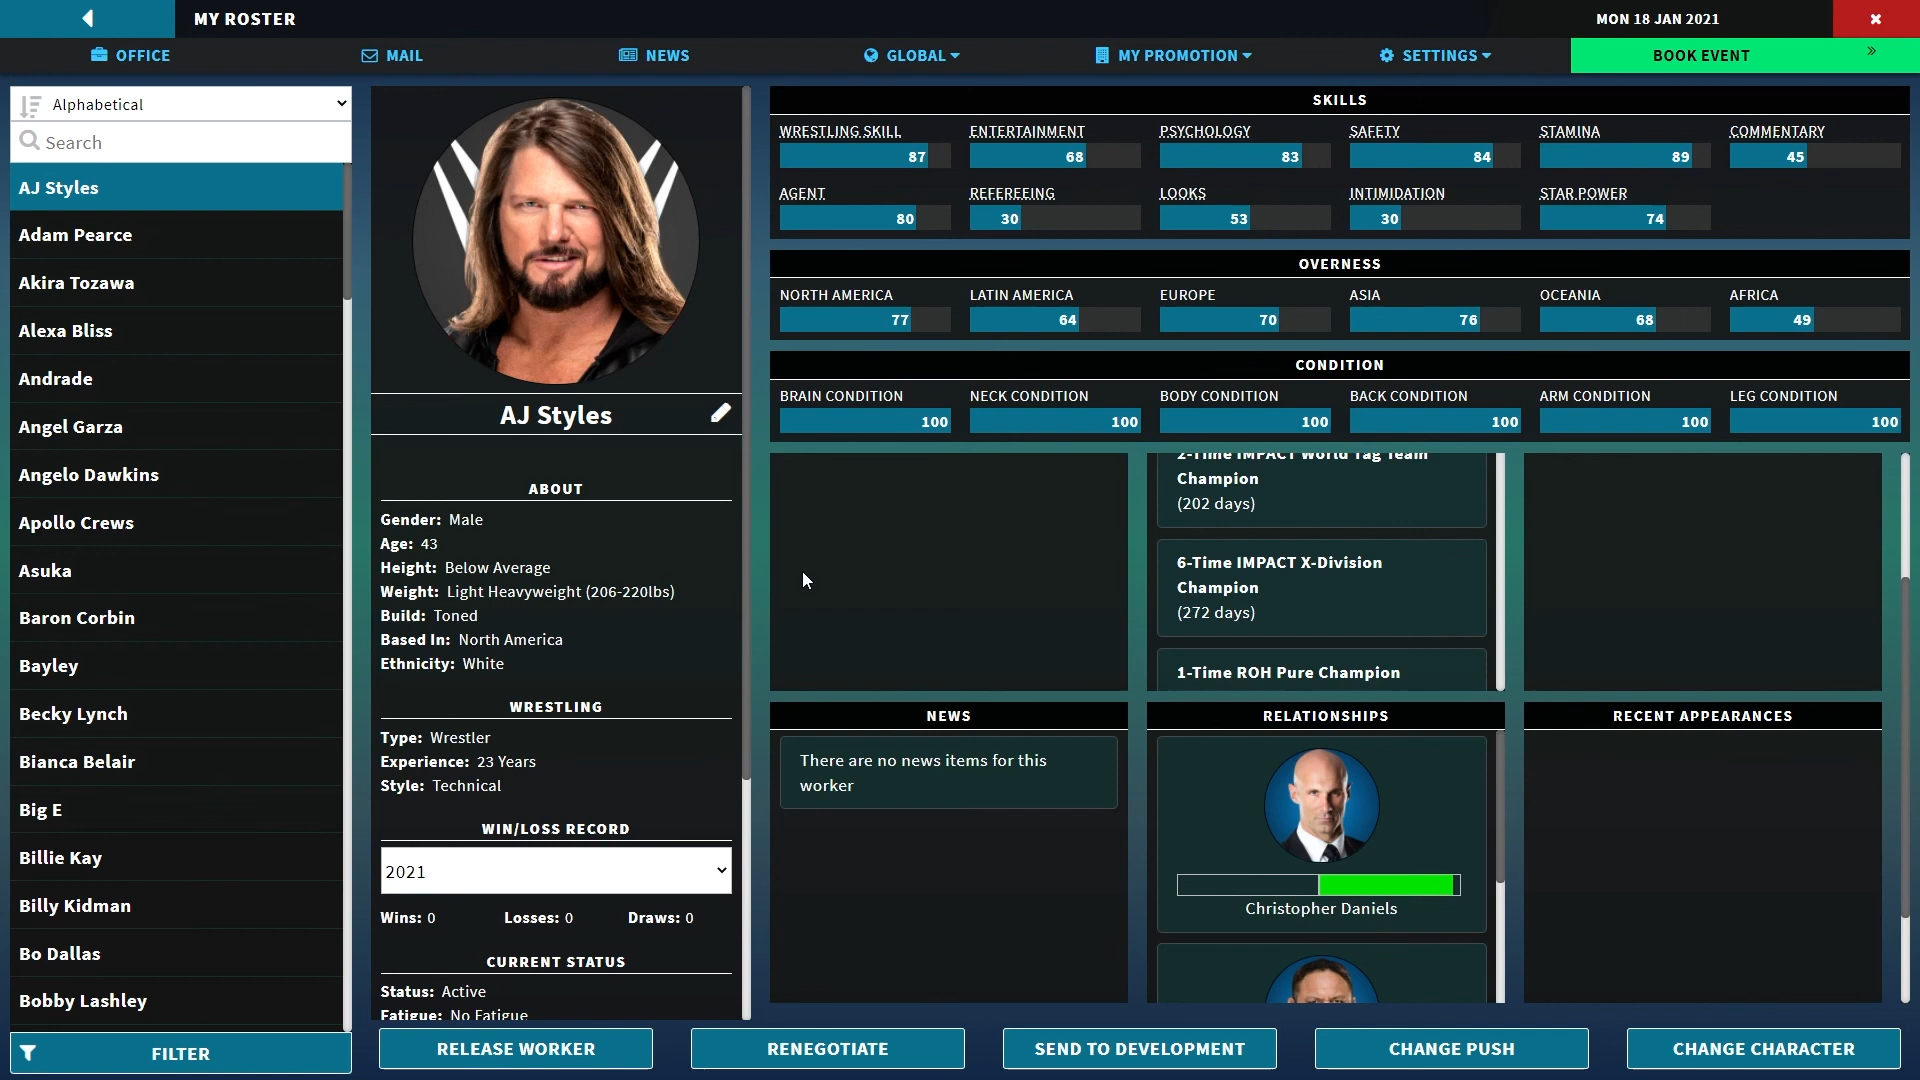 MY ROSTER
MON 18 JAN 2021
OFFICE
MAIL
NEWS
GLOBAL
MY PROMOTION
SETTINGS
BOOK EVENT
Alphabetical
Search
AJ Styles
Adam Pearce
Akira Tozawa
Alexa Bliss
Andrade
Angel Garza
Angelo Dawkins
Apollo Crews
Asuka
Baron Corbin
Bayley
Becky Lynch
Bianca Belair
Big E
Billie Kay
Billy Kidman
Bo Dallas
Bobby Lashley
FILTER
AJ Styles
ABOUT
Gender: Male
Age: 43
Height: Below Average
Weight: Light Heavyweight (206-220lbs)
Build: Toned
Based In: North America
Ethnicity: White
WRESTLING
Type: Wrestler
Experience: 23 Years
Style: Technical
WIN/LOSS RECORD
2021
Wins: 0 Losses: 0 Draws: 0
CURRENT STATUS
Status: Active
Fatigue: No Fatigue
SKILLS
WRESTLING SKILL ENTERTAINMENT PSYCHOLOGY SAFETY STAMINA COMMENTARY
87 68 83 84 89 45
AGENT REFEREEING LOOKS INTIMIDATION STAR POWER
80 30 53 30 74
OVERNESS
NORTH AMERICA LATIN AMERICA EUROPE ASIA OCEANIA AFRICA
77 64 70 76 68 49
CONDITION
BRAIN CONDITION NECK CONDITION BODY CONDITION BACK CONDITION ARM CONDITION LEG CONDITION
100 100 100 100 100 100
2-Time IMPACT World Tag Team
Champion
(202 days)
6-Time IMPACT X-Division
Champion
(272 days)
1-Time ROH Pure Champion
NEWS
There are no news items for this
worker
RELATIONSHIPS
Christopher Daniels
RECENT APPEARANCES
RELEASE WORKER
RENEGOTIATE
SEND TO DEVELOPMENT
CHANGE PUSH
CHANGE CHARACTER